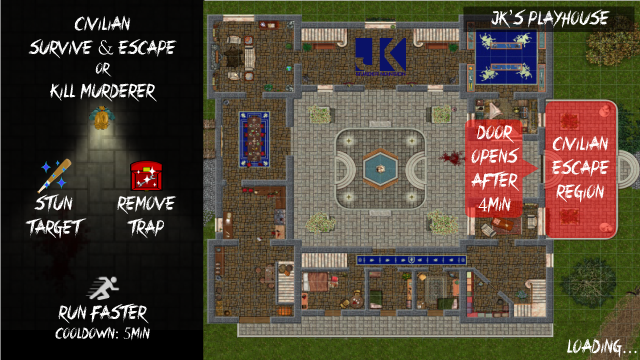 CIVILIAN
SURVIVE & ESCAPE
OR
KILL MURDERER
STUN
TARGET
REMOVE
TRAP
RUN FASTER
COOLDOWN: 5MIN
JK'S PLAYHOUSE
JK
DOOR
OPENS
AFTER
4MIN
CIVILIAN
ESCAPE
REGION
LOADING...